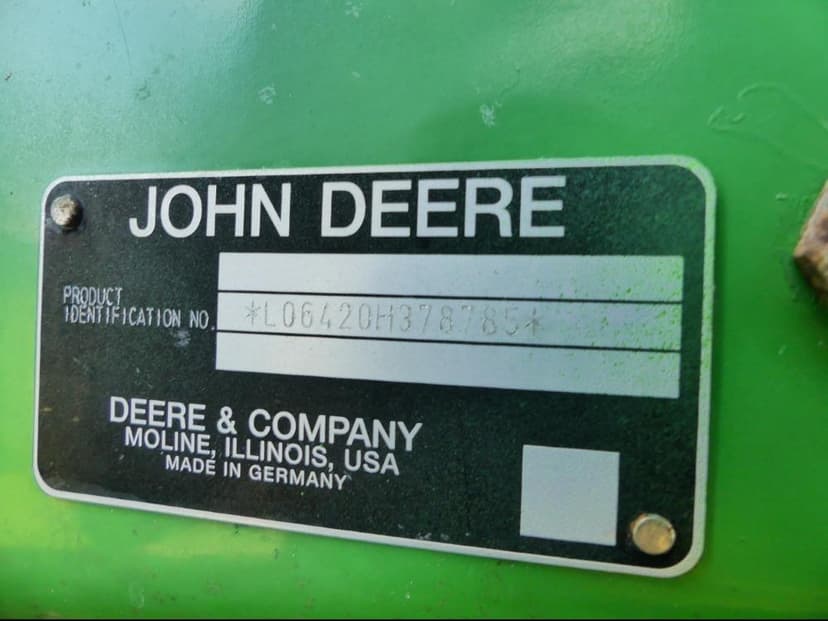 JOHN DEERE
PRODUCT
IDENTIFICATION NO.
*L06420H378785*
DEERE & COMPANY
MOLINE, ILLINOIS, USA
MADE IN GERMANY